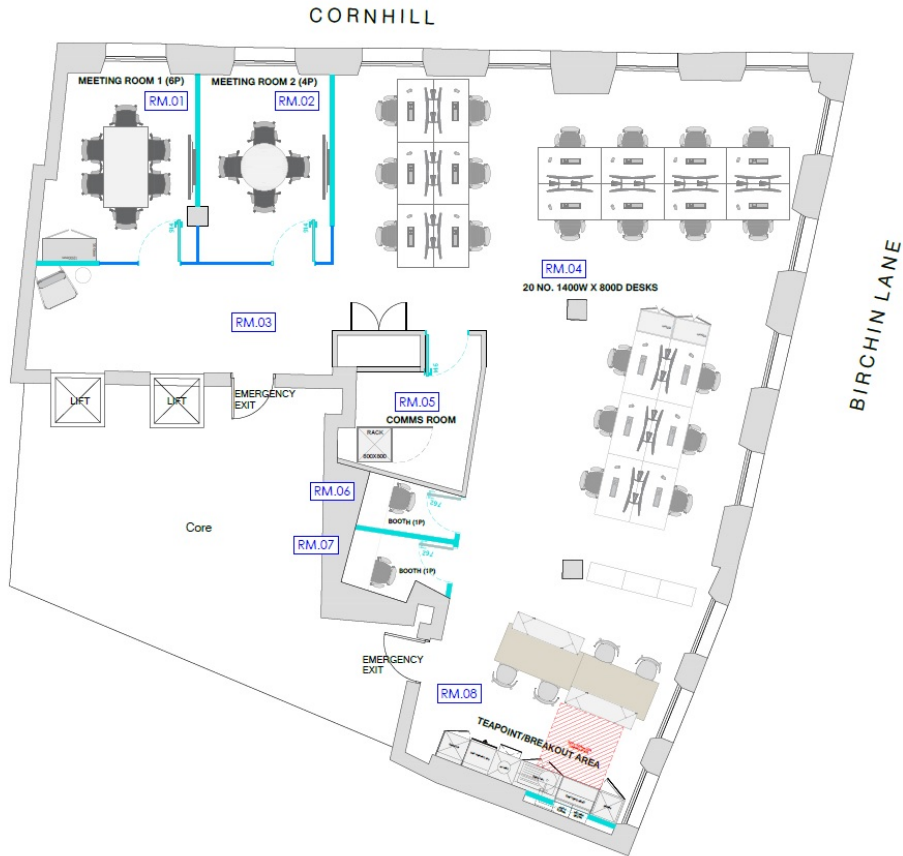 CORNHILL
MEETING ROOM 1 (6P)
MEETING ROOM 2 (4P)
RM.01
RM.02
RM.04
20 NO. 1400W X 800D DESKS
BIRCHIN LANE
RM.03
LIFT
LIFT
EMERGENCY
EXIT
RM.05
COMMS ROOM
RACK
800X800
RM.06
BOOTH (1P)
Core
RM.07
BOOTH (1P)
EMERGENCY
EXIT
RM.08
TEAPOINT/BREAKOUT AREA